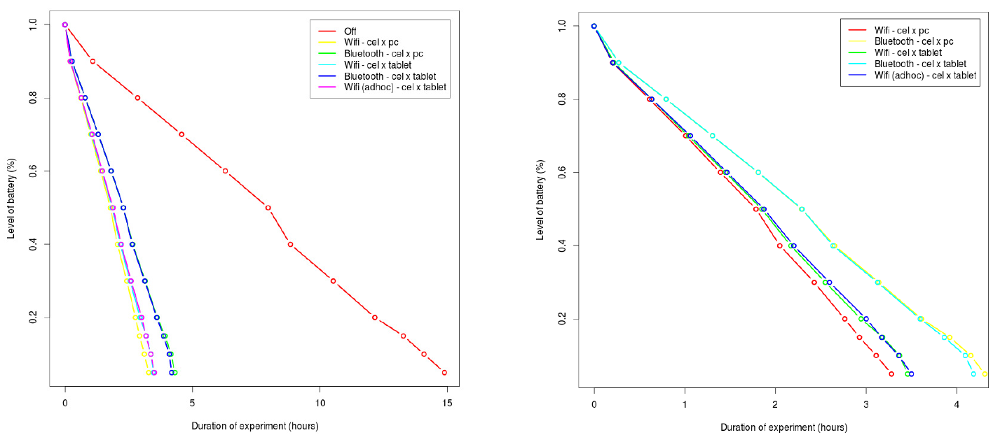 Level of battery (%)
1.0
0.8
0.6
0.4
0.2
Off
Wifi - cel x pc
Bluetooth - cel x pc
Wifi - cel x tablet
Bluetooth - cel x tablet
Wifi (adhoc) - cel x tablet
0 5 10 15
Duration of experiment (hours)
Level of battery (%)
1.0
0.8
0.6
0.4
0.2
Wifi - cel x pc
Bluetooth - cel x pc
Wifi - cel x tablet
Bluetooth - cel x tablet
Wifi (adhoc) - cel x tablet
0 1 2 3 4
Duration of experiment (hours)